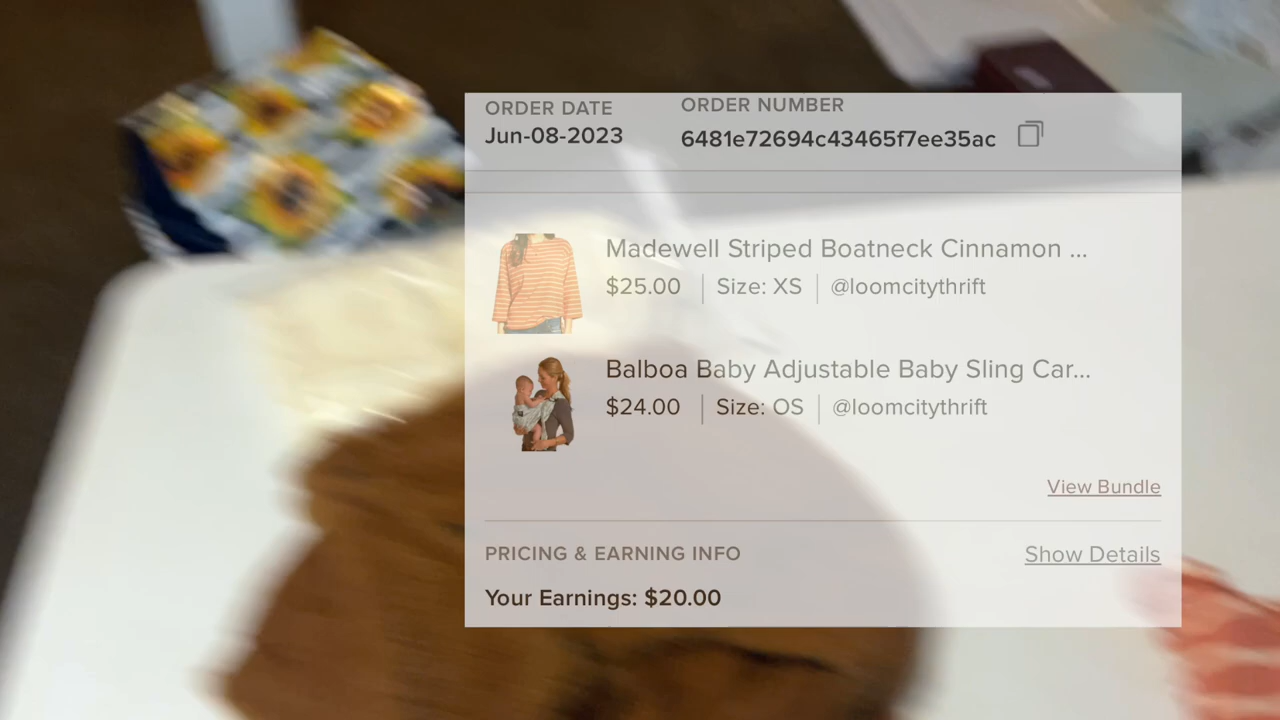 ORDER DATE
Jun-08-2023
ORDER NUMBER
6481e72694c43465f7ee35ac
Madewell Striped Boatneck Cinnamon ...
$25.00 | Size: XS | @loomcitythrift
Balboa Baby Adjustable Baby Sling Car...
$24.00 | Size: OS | @loomcitythrift
View Bundle
PRICING & EARNING INFO
Show Details
Your Earnings: $20.00